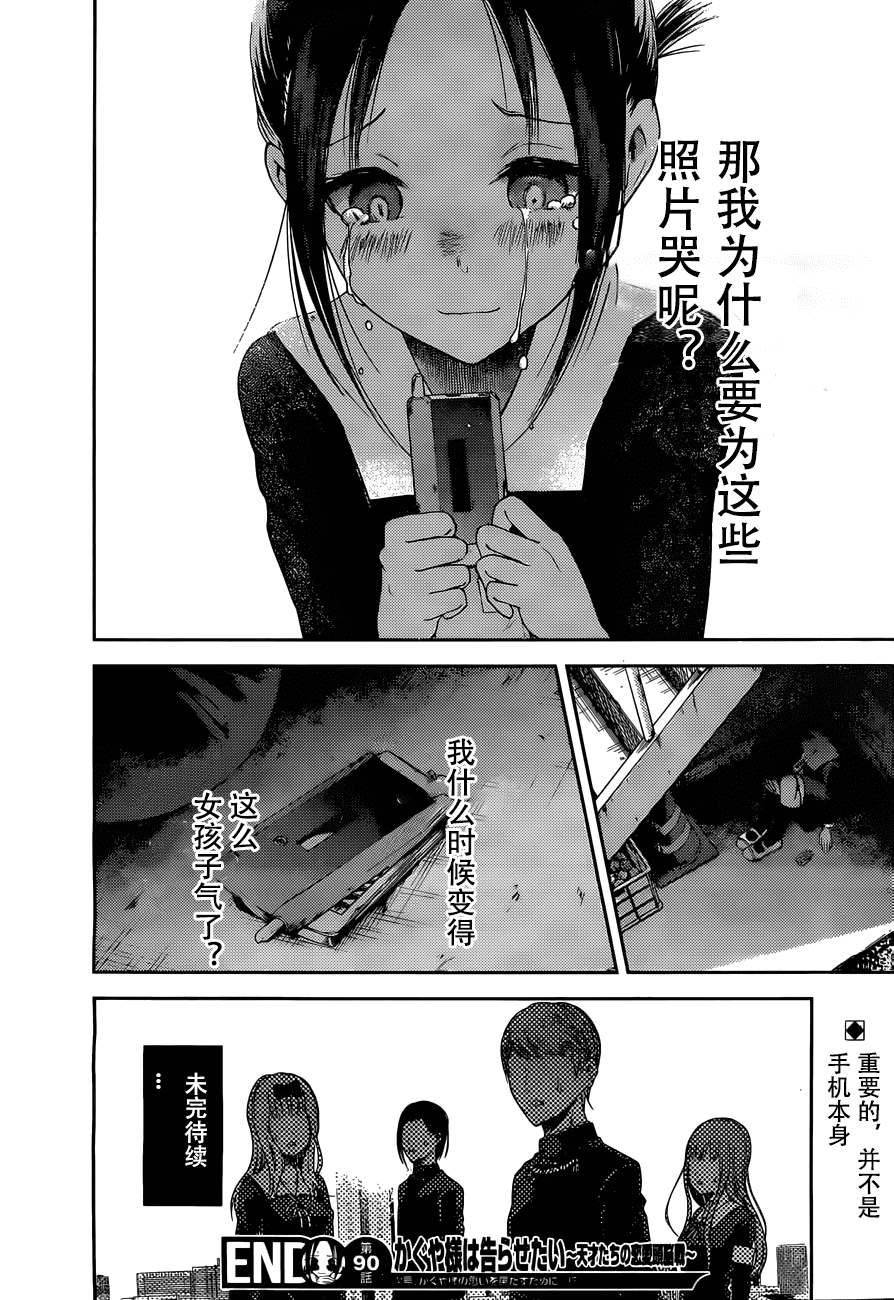 那我为什么要为这些
照片哭呢？
我什么时候变得
这么
女孩子气了？
重要的，并不是
手机本身
未完待续
…
END 第90話 かぐや様は告らせたい～天才たちの恋愛頭脳戦～